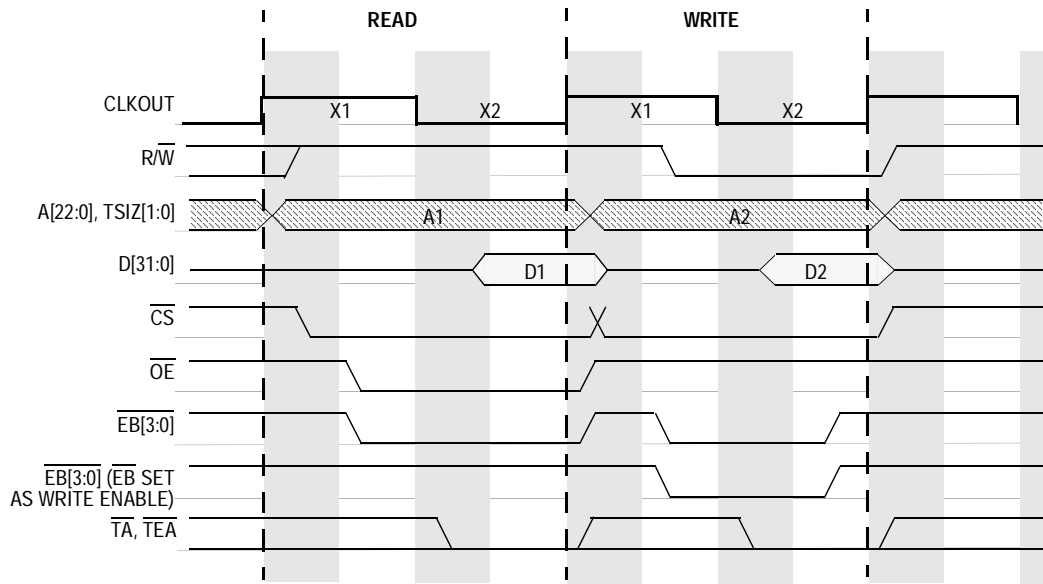 READ WRITE
CLKOUT X1 X2 X1 X2
R/W
A[22:0], TSIZ[1:0] A1 A2
D[31:0] D1 D2
CS
OE
EB[3:0]
EB[3:0] (EB SET
AS WRITE ENABLE)
TA, TEA